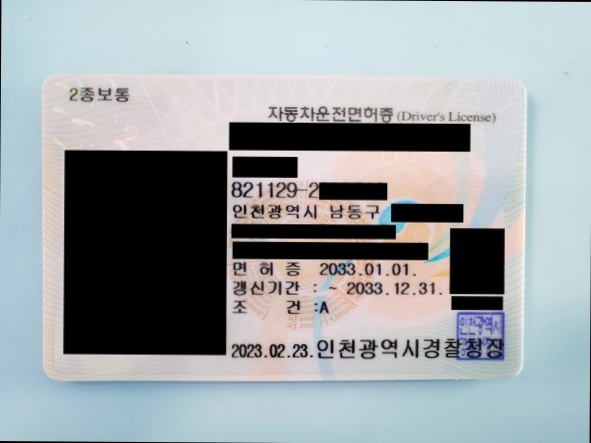 2종보통
자동차운전면허증 (Driver's License)
821129-2
인천광역시 남동구
면 허 증 2033.01.01.
갱신기간 : ~ 2033.12.31.
조 건 :A
2023.02.23. 인천광역시경찰청장
인천광역시